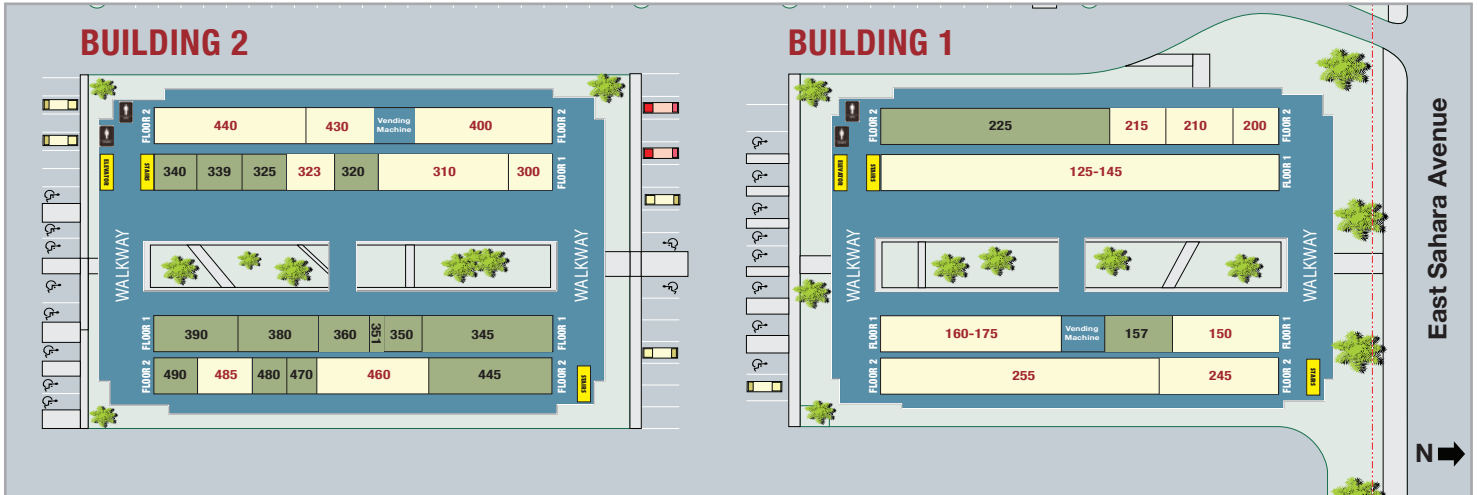 BUILDING 2
FLOOR 2
440
430
Vending
Machine
400
FLOOR 2
ELEVATOR
STAIRS
340
339
325
323
320
310
300
FLOOR 1
WALKWAY
WALKWAY
FLOOR 1
390
380
360
351
350
345
FLOOR 1
FLOOR 2
490
485
480
470
460
445
FLOOR 2
STAIRS
BUILDING 1
FLOOR 2
225
215
210
200
FLOOR 2
ELEVATOR
STAIRS
125-145
FLOOR 1
WALKWAY
WALKWAY
FLOOR 1
160-175
Vending
Machine
157
150
FLOOR 1
FLOOR 2
255
245
FLOOR 2
STAIRS
East Sahara Avenue
N